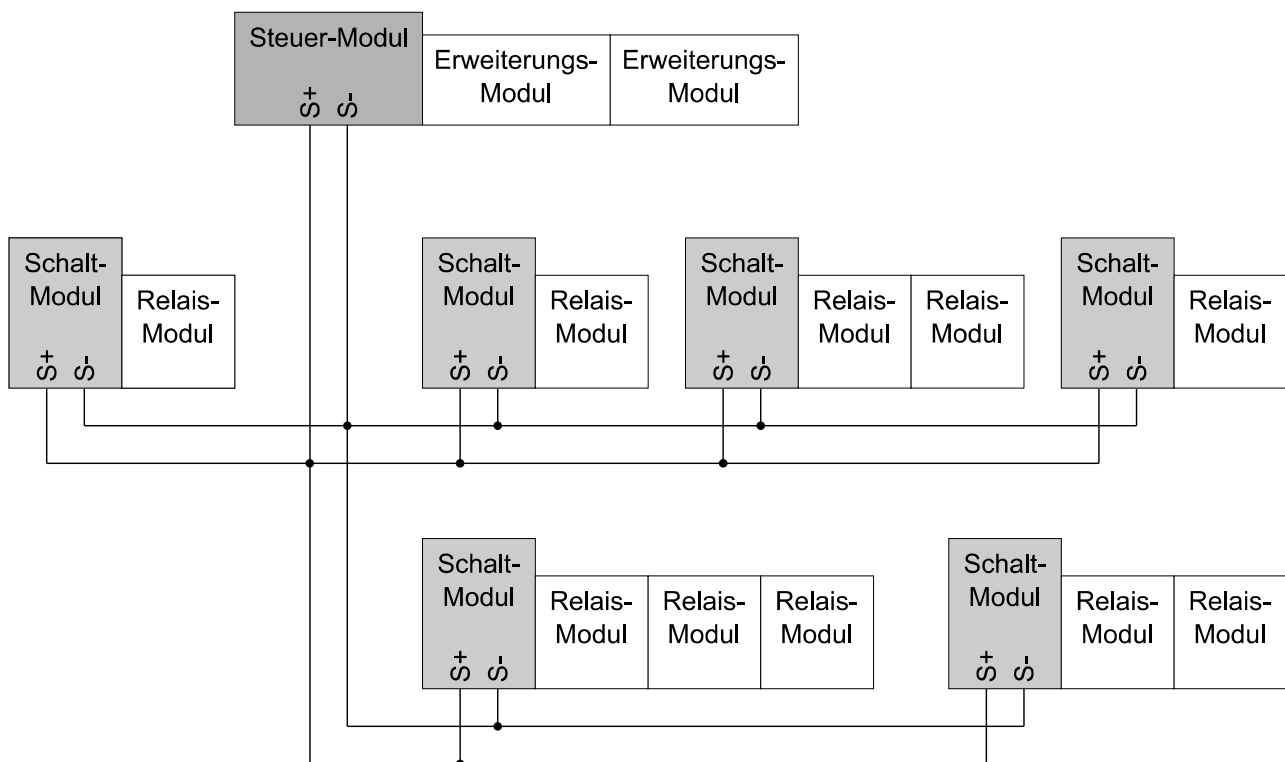 Steuer-Modul
S+ S-
Erweiterungs-
Modul
Erweiterungs-
Modul
Schalt-
Modul
S+ S-
Relais-
Modul
Schalt-
Modul
S+ S-
Relais-
Modul
Schalt-
Modul
S+ S-
Relais-
Modul
Relais-
Modul
Schalt-
Modul
S+ S-
Relais-
Modul
Schalt-
Modul
S+ S-
Relais-
Modul
Relais-
Modul
Relais-
Modul
Schalt-
Modul
S+ S-
Relais-
Modul
Relais-
Modul